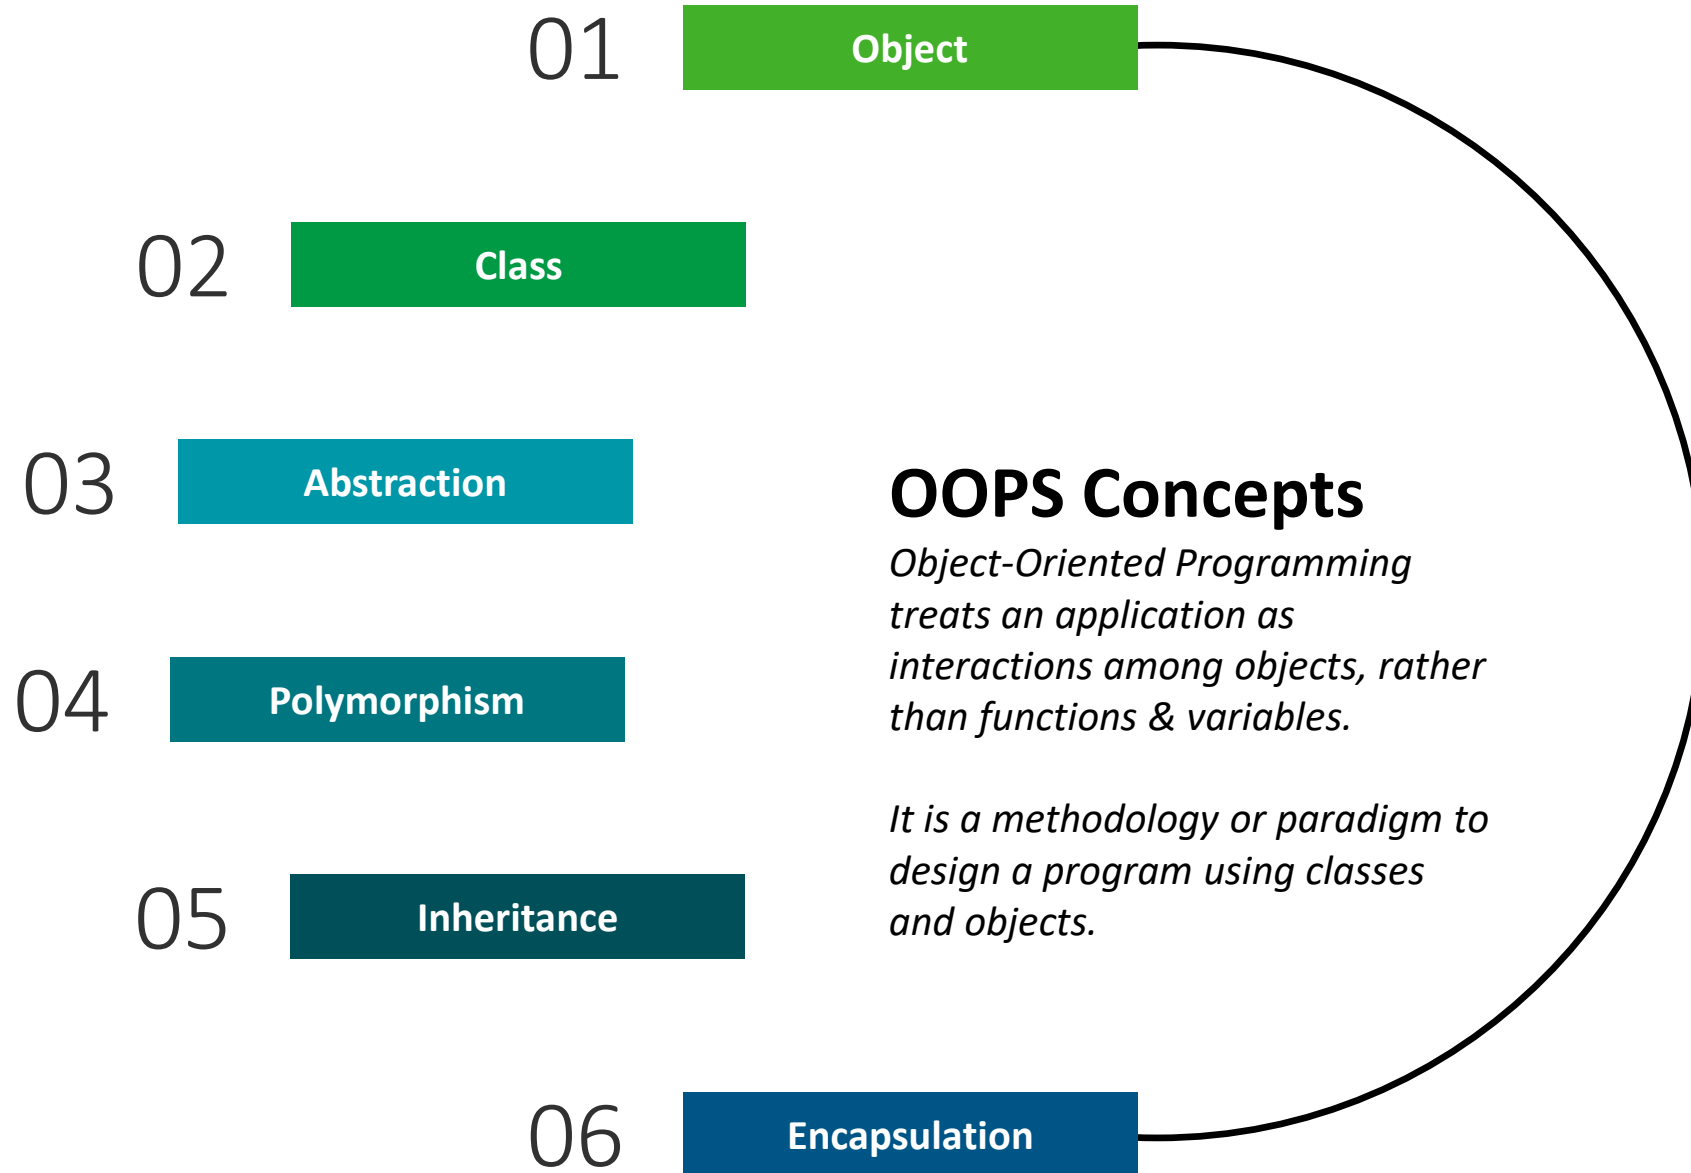 01
Object
02
Class
03
Abstraction
04
Polymorphism
05
Inheritance
06
Encapsulation
OOPS Concepts
Object-Oriented Programming
treats an application as
interactions among objects, rather
than functions & variables.
It is a methodology or paradigm to
design a program using classes
and objects.